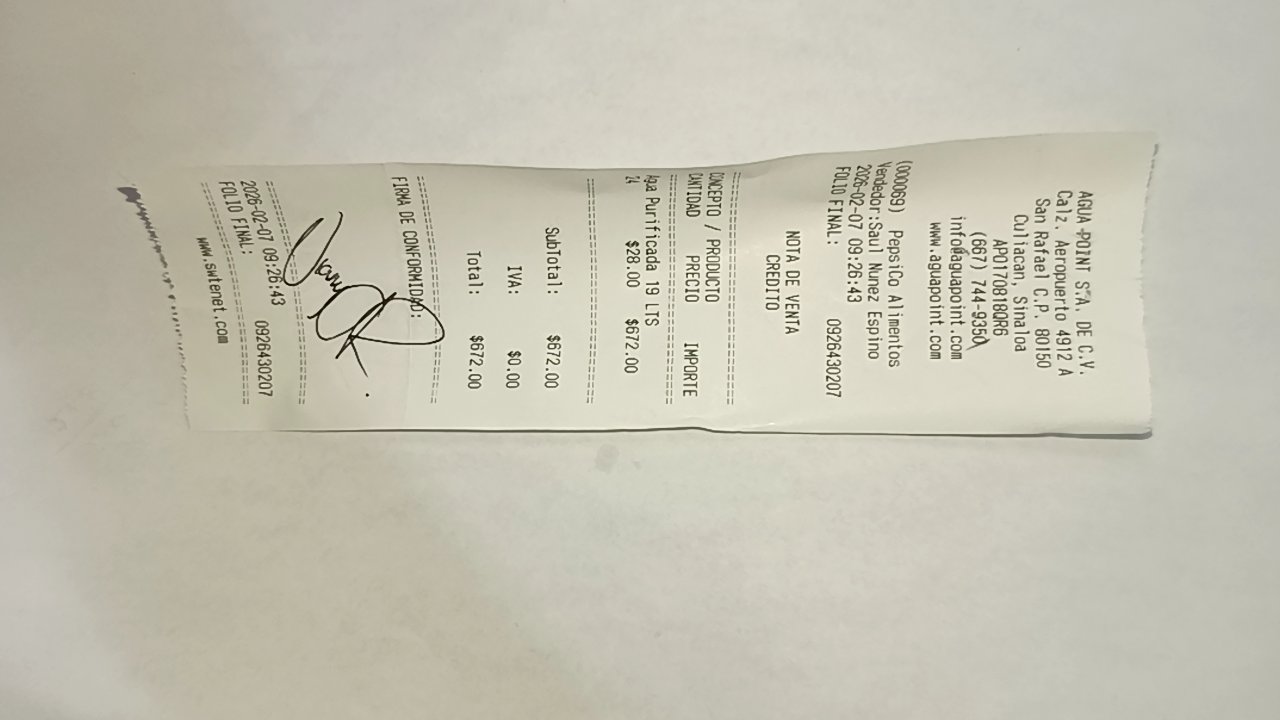 AGUA POINT S.A. DE C.V.
Calz. Aeropuerto 4912 A
San Rafael C.P. 80150
Culiacan, Sinaloa
APO170818QR6
(667) 744-9350
info@aguapoint.com
www.aguapoint.com
(000069) PepsiCo Alimentos
Vendedor:Saul Nunez Espino
2026-02-07 09:26:43
FOLIO FINAL: 0926430207
NOTA DE VENTA
CREDITO
CONCEPTO / PRODUCTO
CANTIDAD PRECIO IMPORTE
Agua Purificada 19 LTS
24 $28.00 $672.00
SubTotal: $672.00
IVA: $0.00
Total: $672.00
FIRMA DE CONFORMIDAD:
2026-02-07 09:26:43
FOLIO FINAL: 0926430207
www.swtenet.com